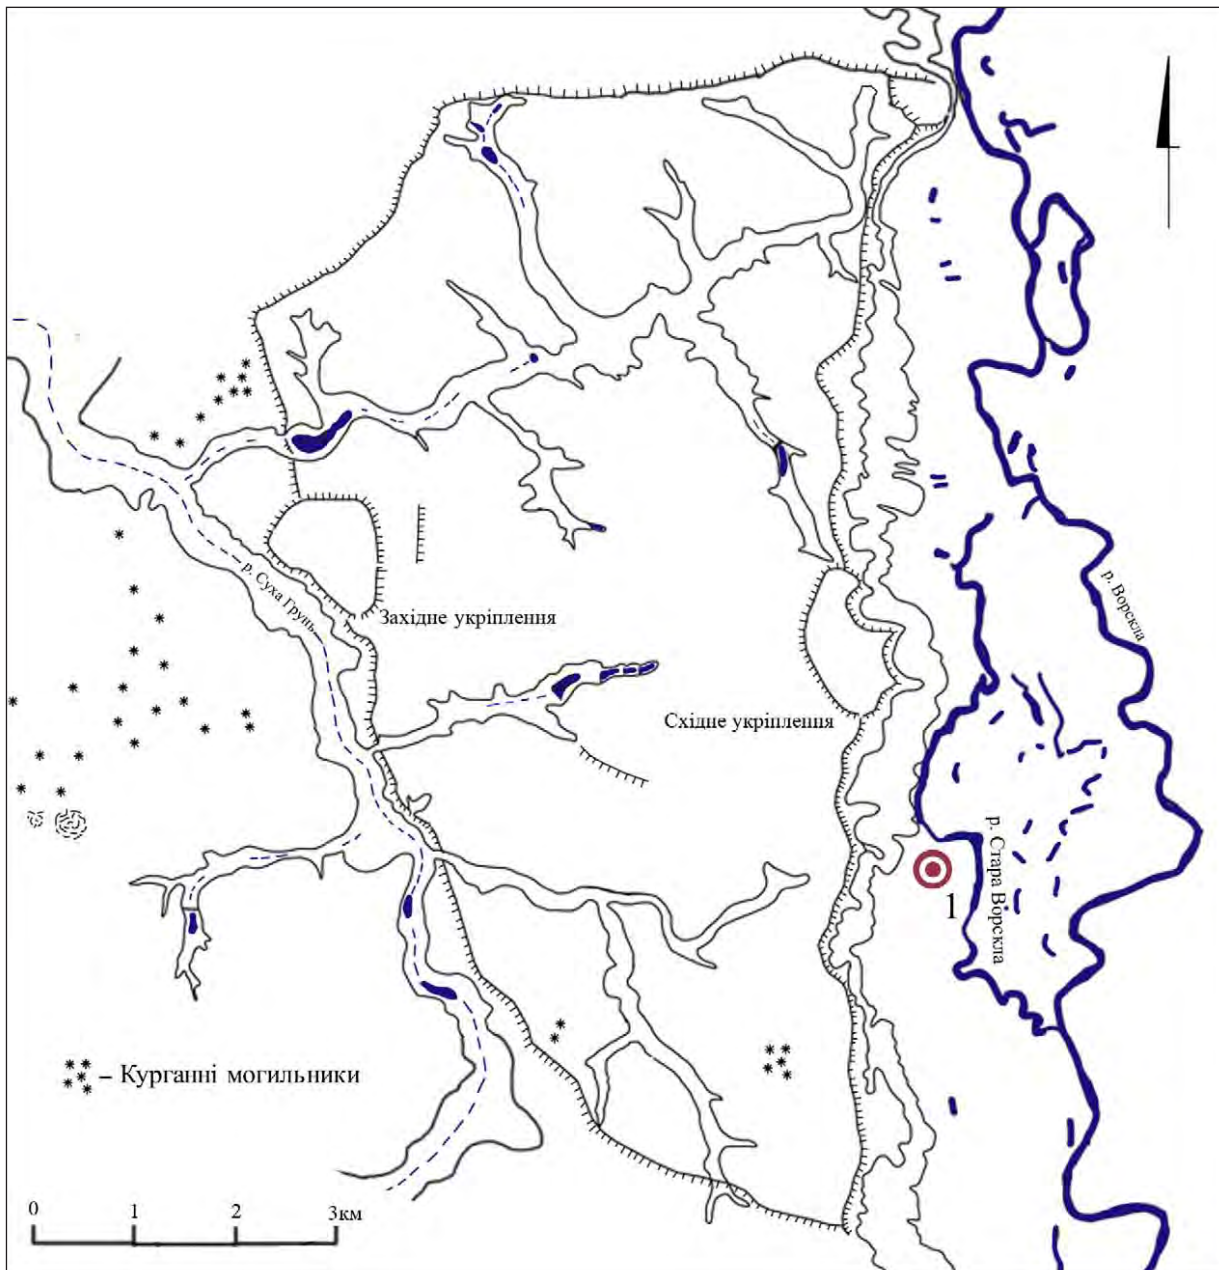 р. Суха Грунь
р. Ворскла
Західне укріплення
Східне укріплення
р. Стара Ворскла
1
– Курганні могильники
0 1 2 3км